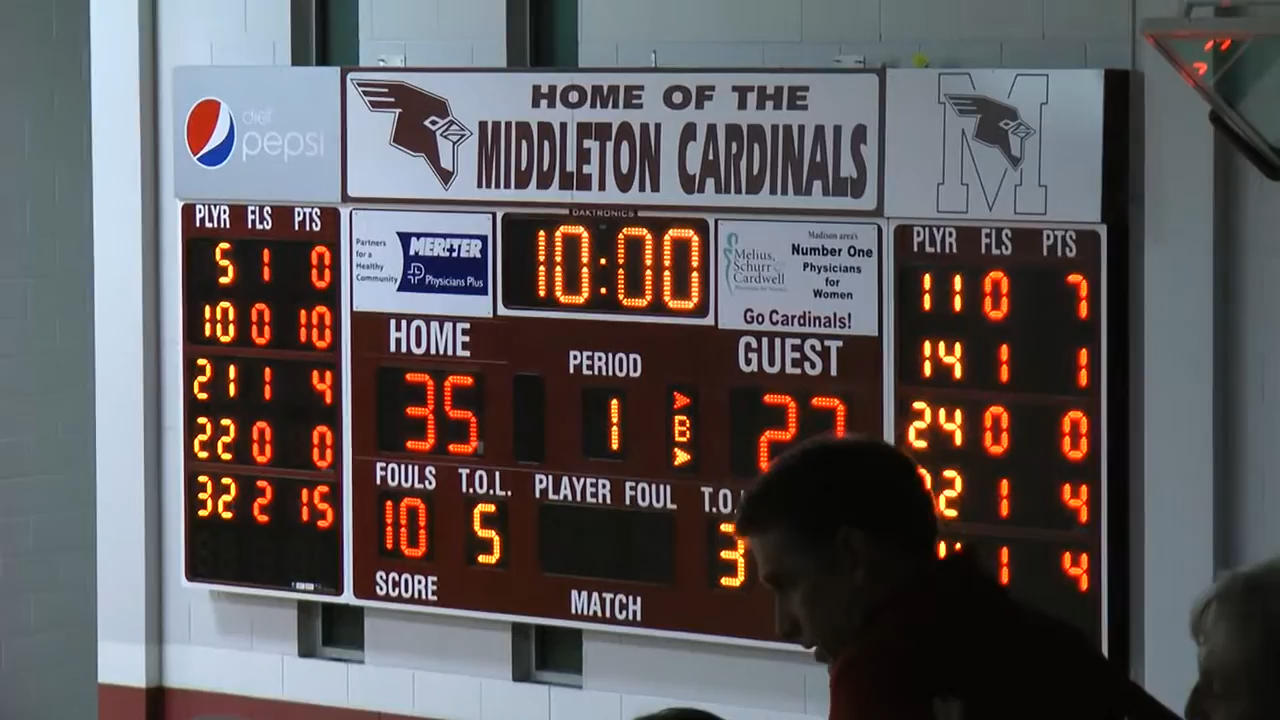 HOME OF THE
MIDDLETON CARDINALS
diet
pepsi
M
PLYR FLS PTS
5 1 0
10 0 10
21 1 4
22 0 0
32 2 15
Partners
for a
Healthy
Community
MERITER
Physicians Plus
DAKTRONICS
10:00
Melius,
Schurr &
Cardwell
Madison area's
Number One
Physicians
for
Women
Go Cardinals!
HOME
35
PERIOD
1
B
GUEST
27
FOULS T.O.L. PLAYER FOUL T.O.
10 5 3
SCORE MATCH
PLYR FLS PTS
11 0 7
14 1 1
24 0 0
2 1 4
1 4